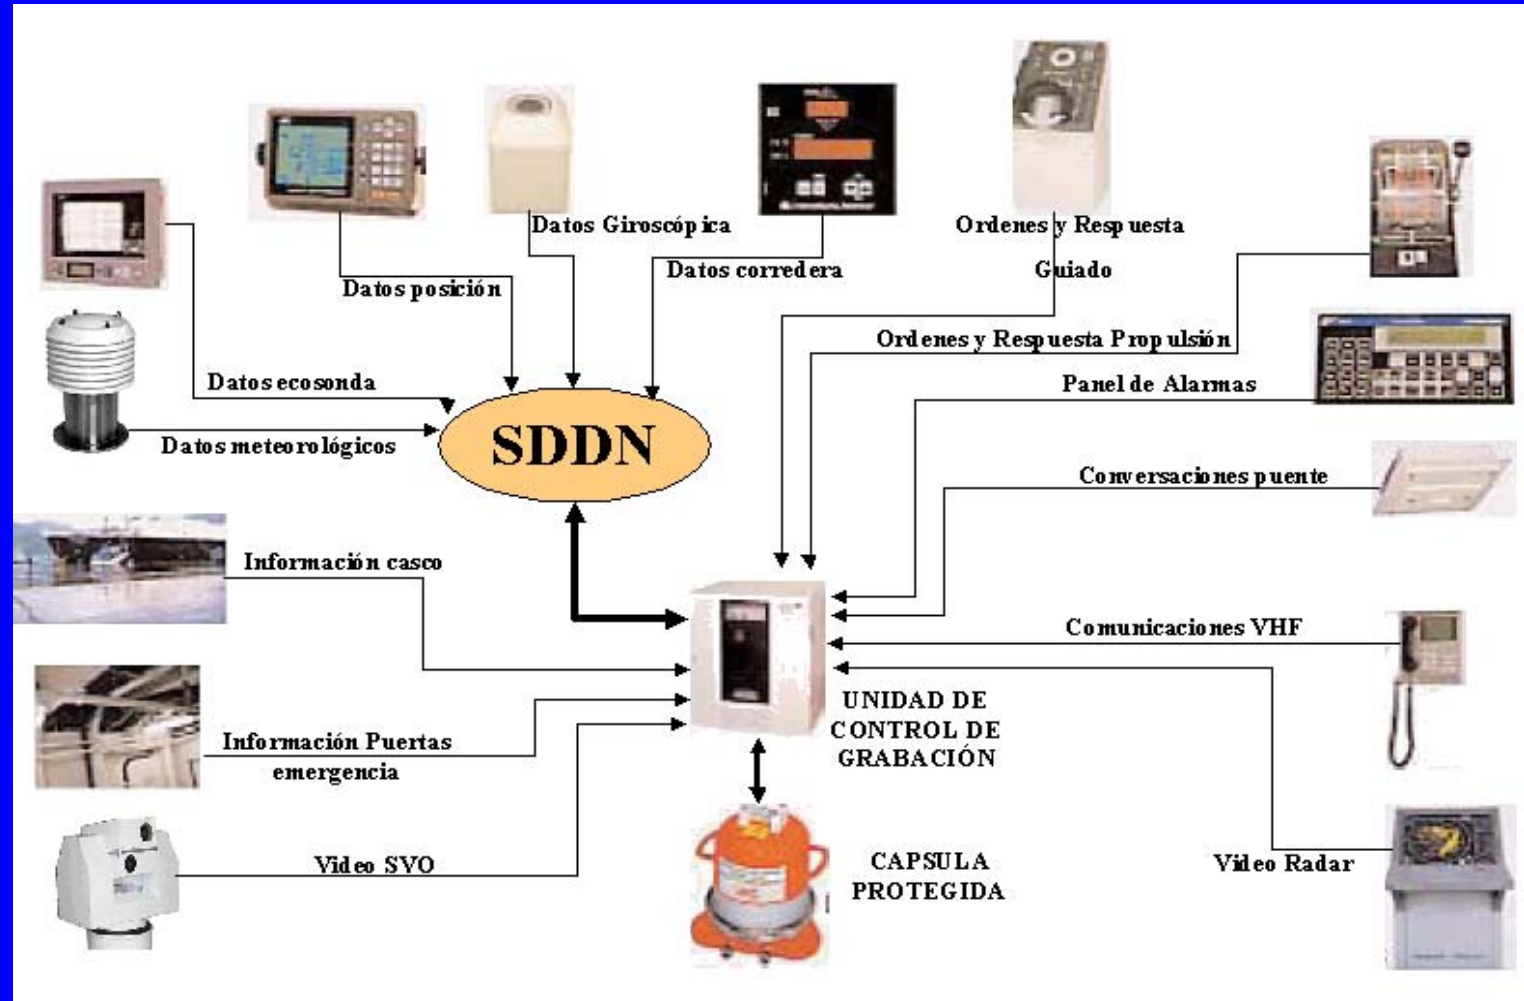 Datos Giroscópica
Ordenes y Respuesta
Guiado
Datos corredera
Datos posición
Ordenes y Respuesta Propulsión
Datos ecosonda
Panel de Alarmas
Datos meteorológicos
SDDN
Conversaciones puente
Información casco
Comunicaciones VHF
UNIDAD DE
CONTROL DE
GRABACIÓN
Información Puertas
emergencia
Video SVO
CAPSULA
PROTEGIDA
Video Radar